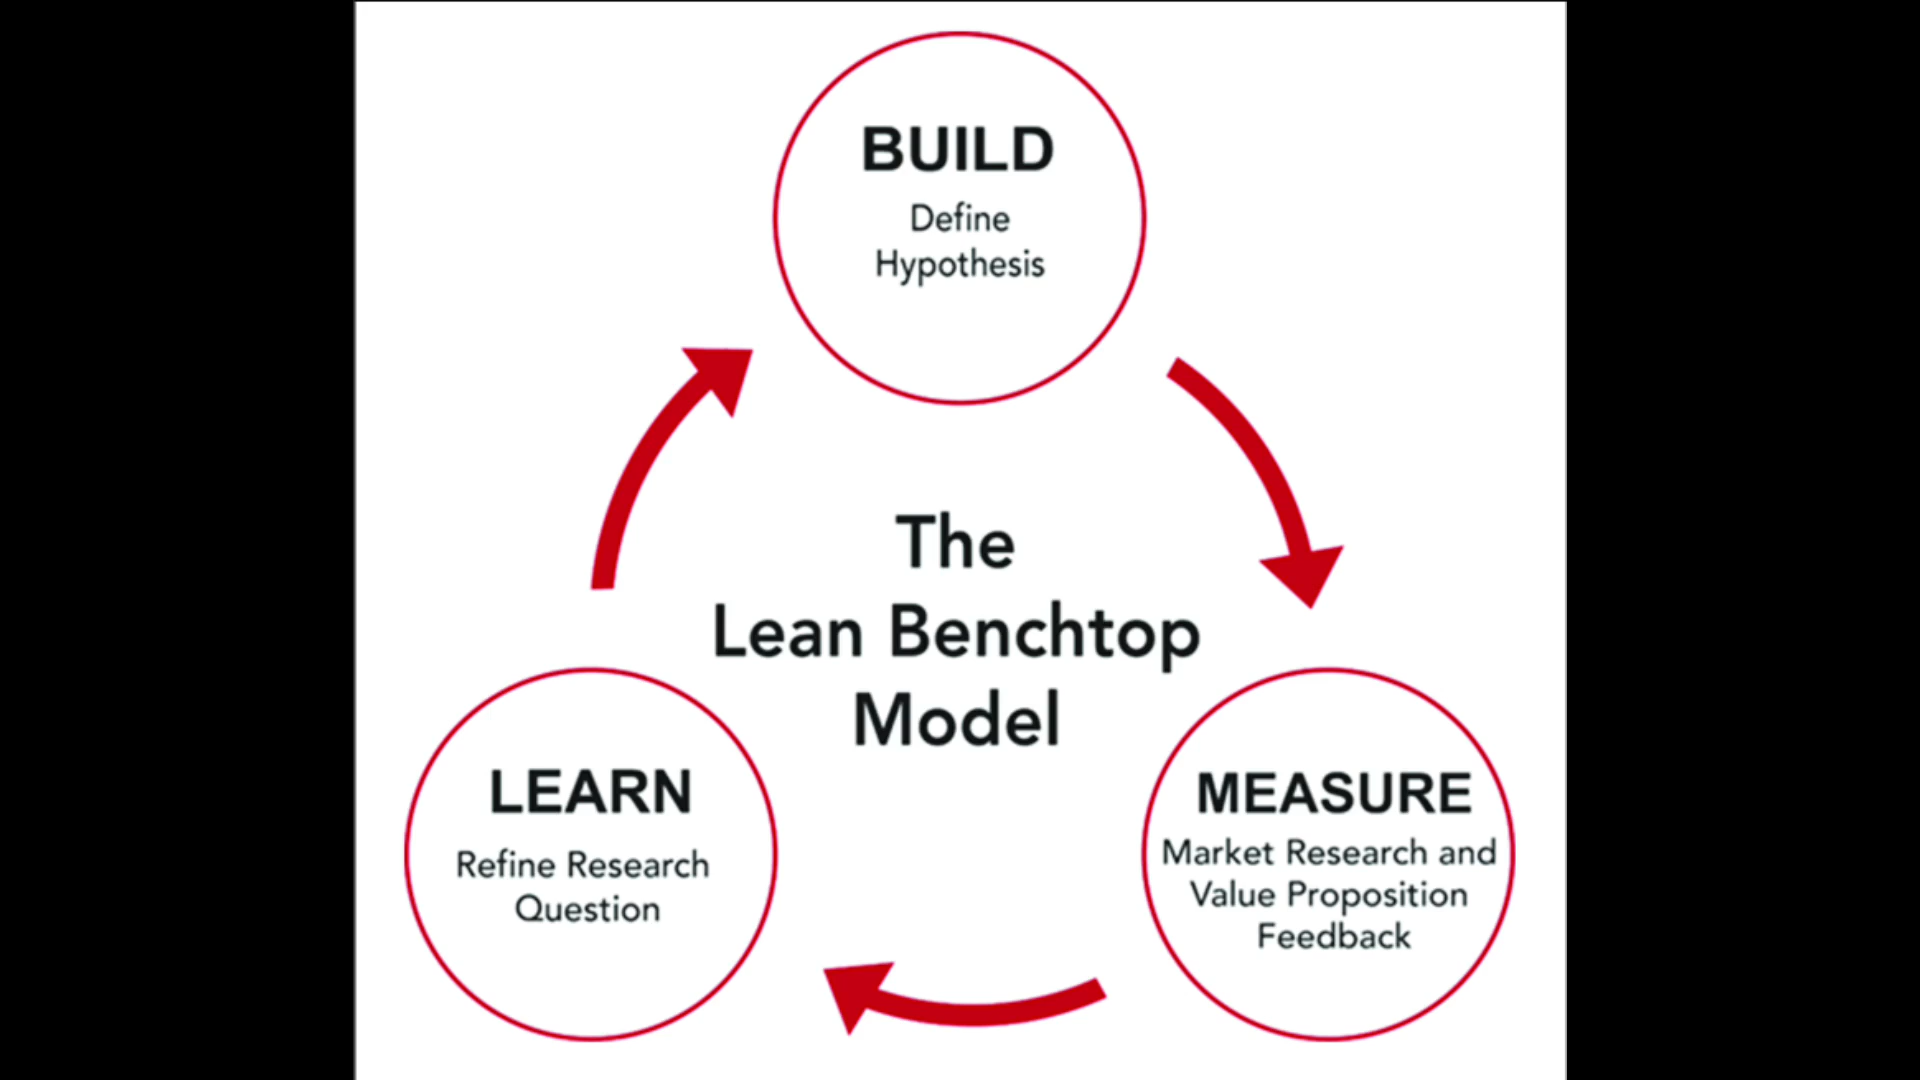 BUILD
Define
Hypothesis
The
Lean Benchtop
Model
LEARN
Refine Research
Question
MEASURE
Market Research and
Value Proposition
Feedback